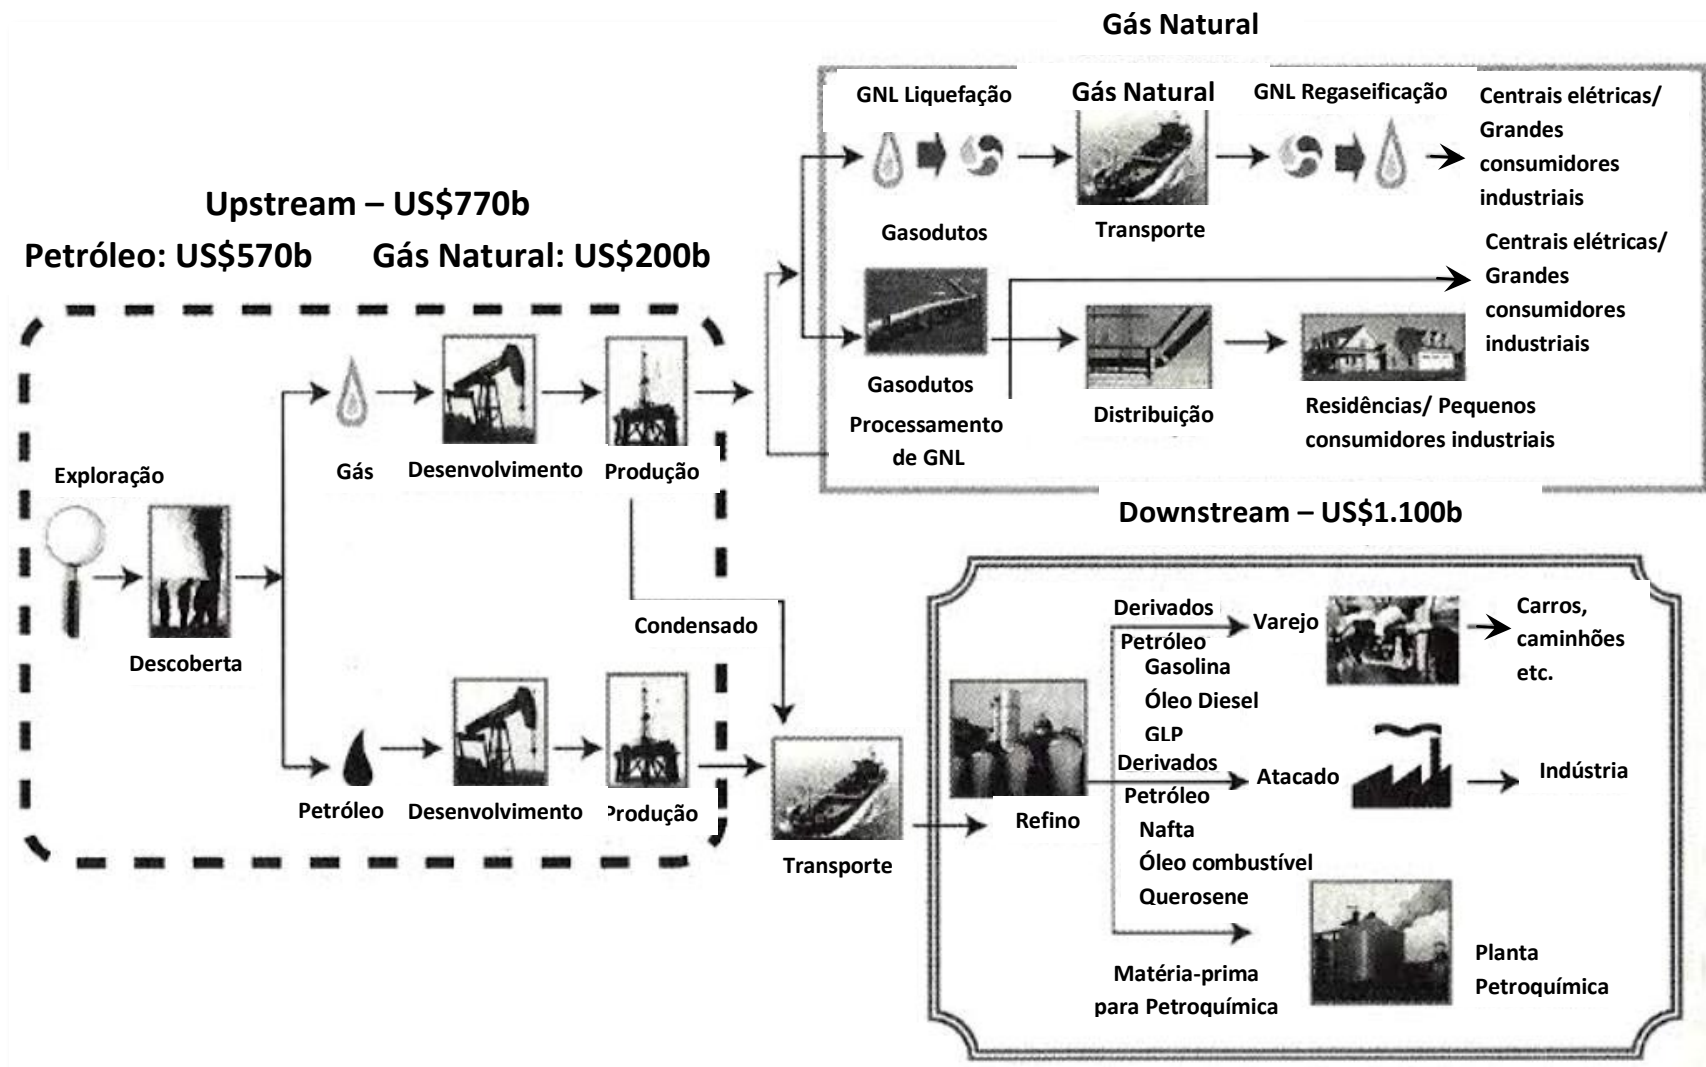 Gás Natural
GNL Liquefação
Gás Natural
GNL Regaseificação
Centrais elétricas/
Grandes
consumidores
industriais
Transporte
Gasodutos
Centrais elétricas/
Grandes
consumidores
industriais
Gasodutos
Processamento
de GNL
Distribuição
Residências/ Pequenos
consumidores industriais
Upstream – US$770b
Petróleo: US$570b
Gás Natural: US$200b
Exploração
Descoberta
Gás
Desenvolvimento
Produção
Condensado
Petróleo
Desenvolvimento
Produção
Transporte
Downstream – US$1.100b
Refino
Derivados
Petróleo
Gasolina
Óleo Diesel
GLP
Varejo
Carros,
caminhões
etc.
Derivados
Petróleo
Nafta
Óleo combustível
Querosene
Atacado
Indústria
Matéria-prima
para Petroquímica
Planta
Petroquímica